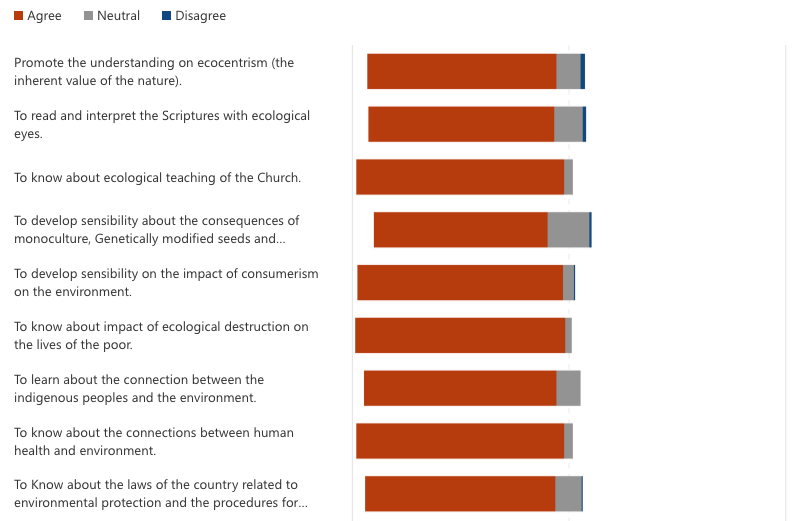 Agree Neutral Disagree
Promote the understanding on ecocentrism (the
inherent value of the nature).
To read and interpret the Scriptures with ecological
eyes.
To know about ecological teaching of the Church.
To develop sensibility about the consequences of
monoculture, Genetically modified seeds and...
To develop sensibility on the impact of consumerism
on the environment.
To know about impact of ecological destruction on
the lives of the poor.
To learn about the connection between the
indigenous peoples and the environment.
To know about the connections between human
health and environment.
To Know about the laws of the country related to
environmental protection and the procedures for...